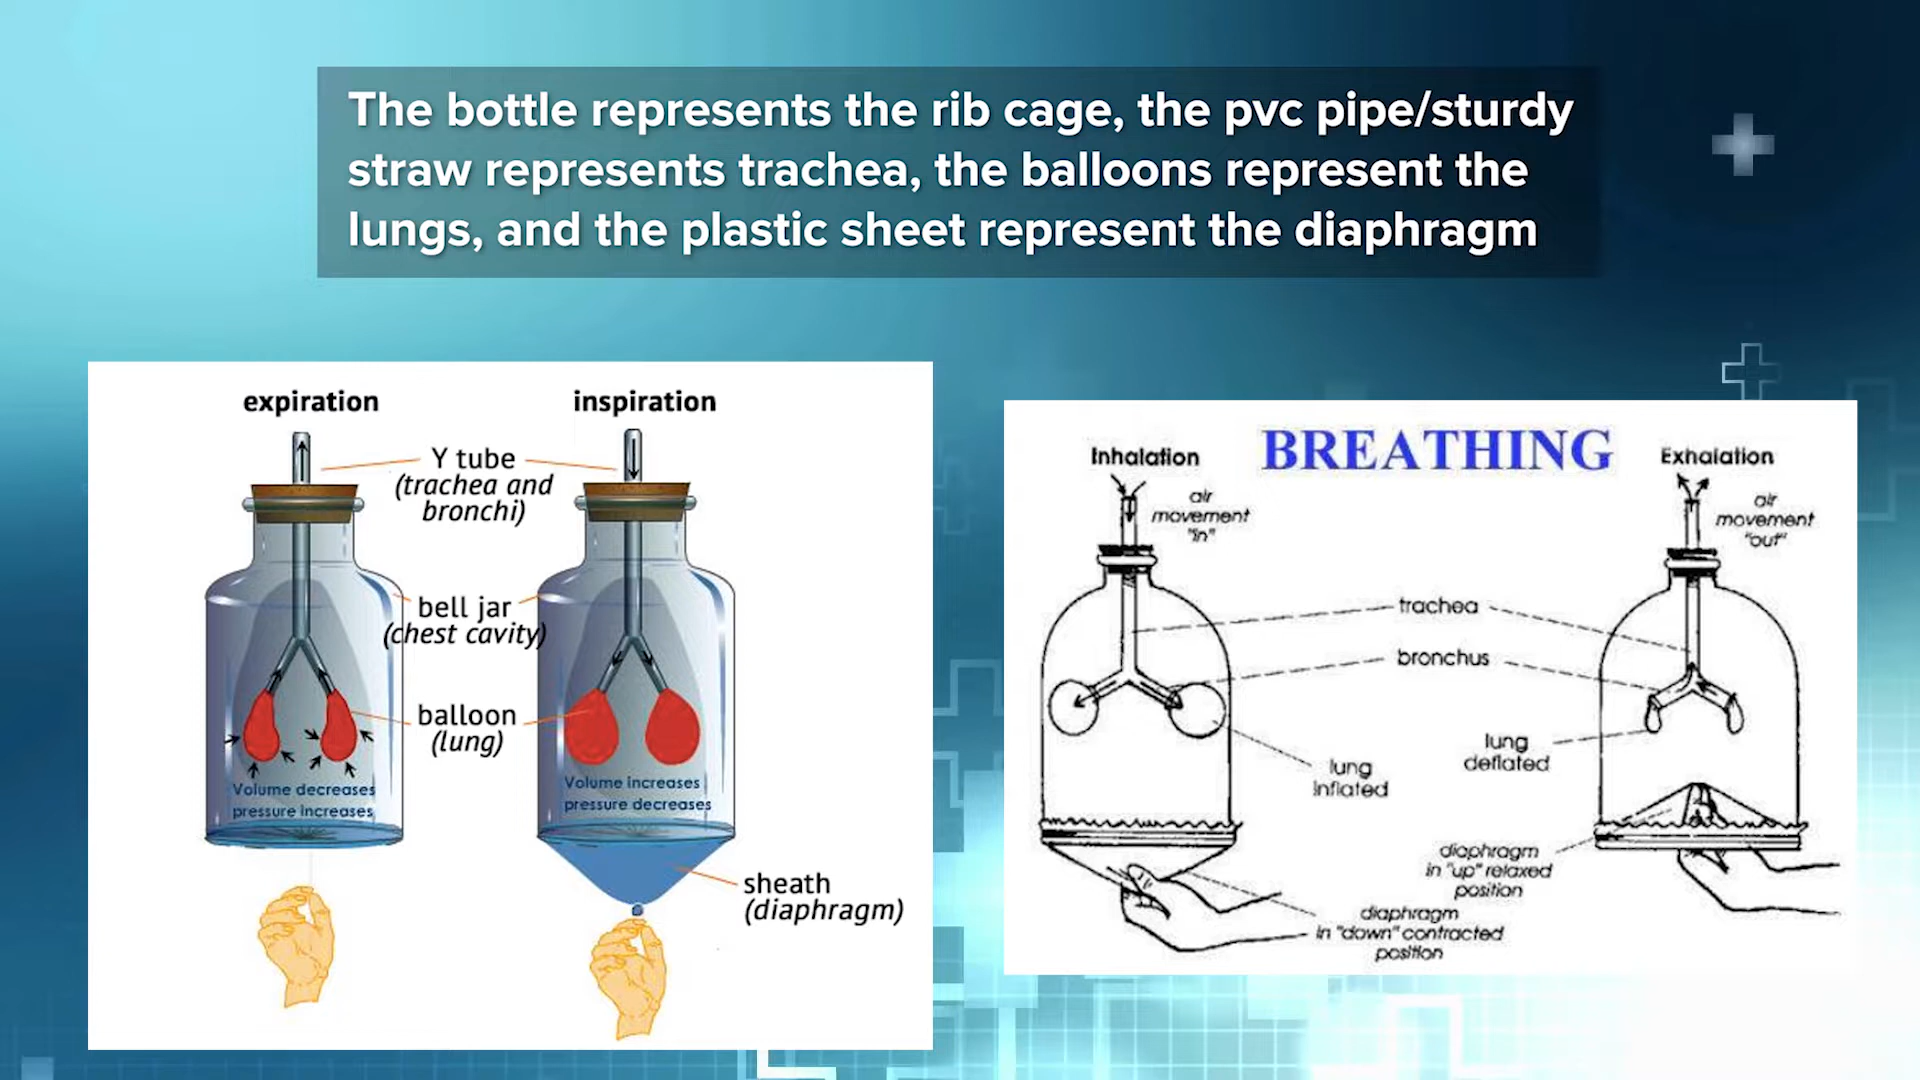 The bottle represents the rib cage, the pvc pipe/sturdy
straw represents trachea, the balloons represent the
lungs, and the plastic sheet represent the diaphragm
expiration
inspiration
Y tube
(trachea and
bronchi)
bell jar
(chest cavity)
balloon
(lung)
Volume decreases
pressure increases
Volume increases
pressure decreases
sheath
(diaphragm)
BREATHING
Inhalation
air
movement
"in"
Exhalation
air
movement
"out"
trachea
bronchus
lung
inflated
lung
deflated
diaphragm
in "up" relaxed
position
diaphragm
in "down" contracted
position